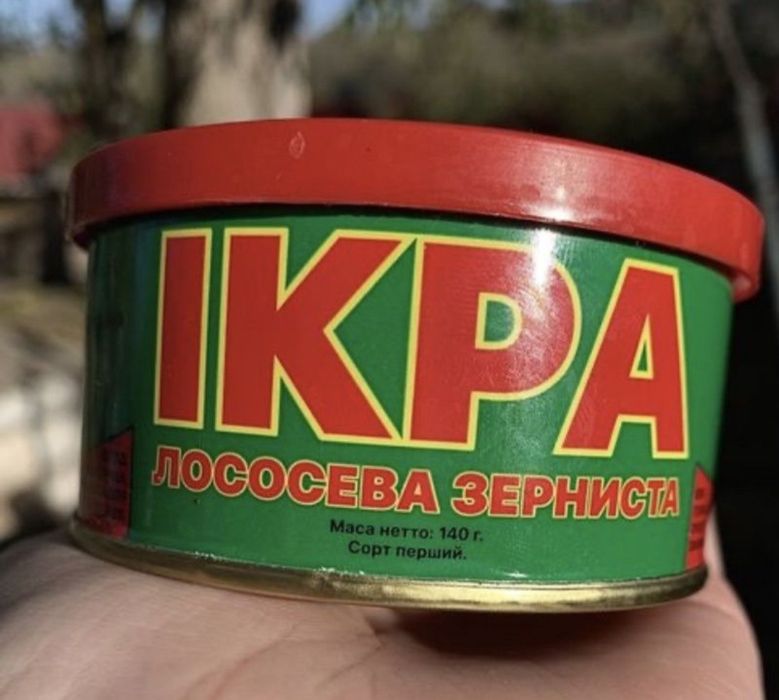 ІКРА
ЛОСОСЕВА ЗЕРНИСТА
Маса нетто: 140 г.
Сорт перший.